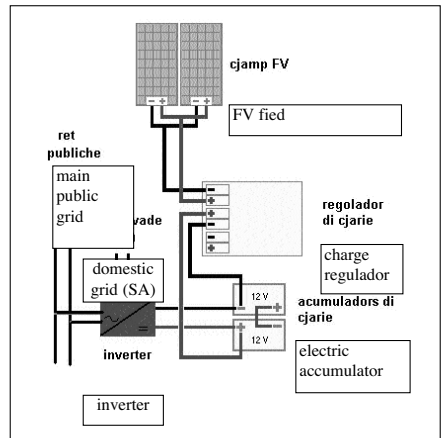 cjamp FV
FV fied
ret
publiche
main
public
grid
vade
domestic
grid (SA)
regolador
di cjarie
charge
regulador
12 V
12 V
acumuladors di
cjarie
electric
accumulator
inverter
inverter